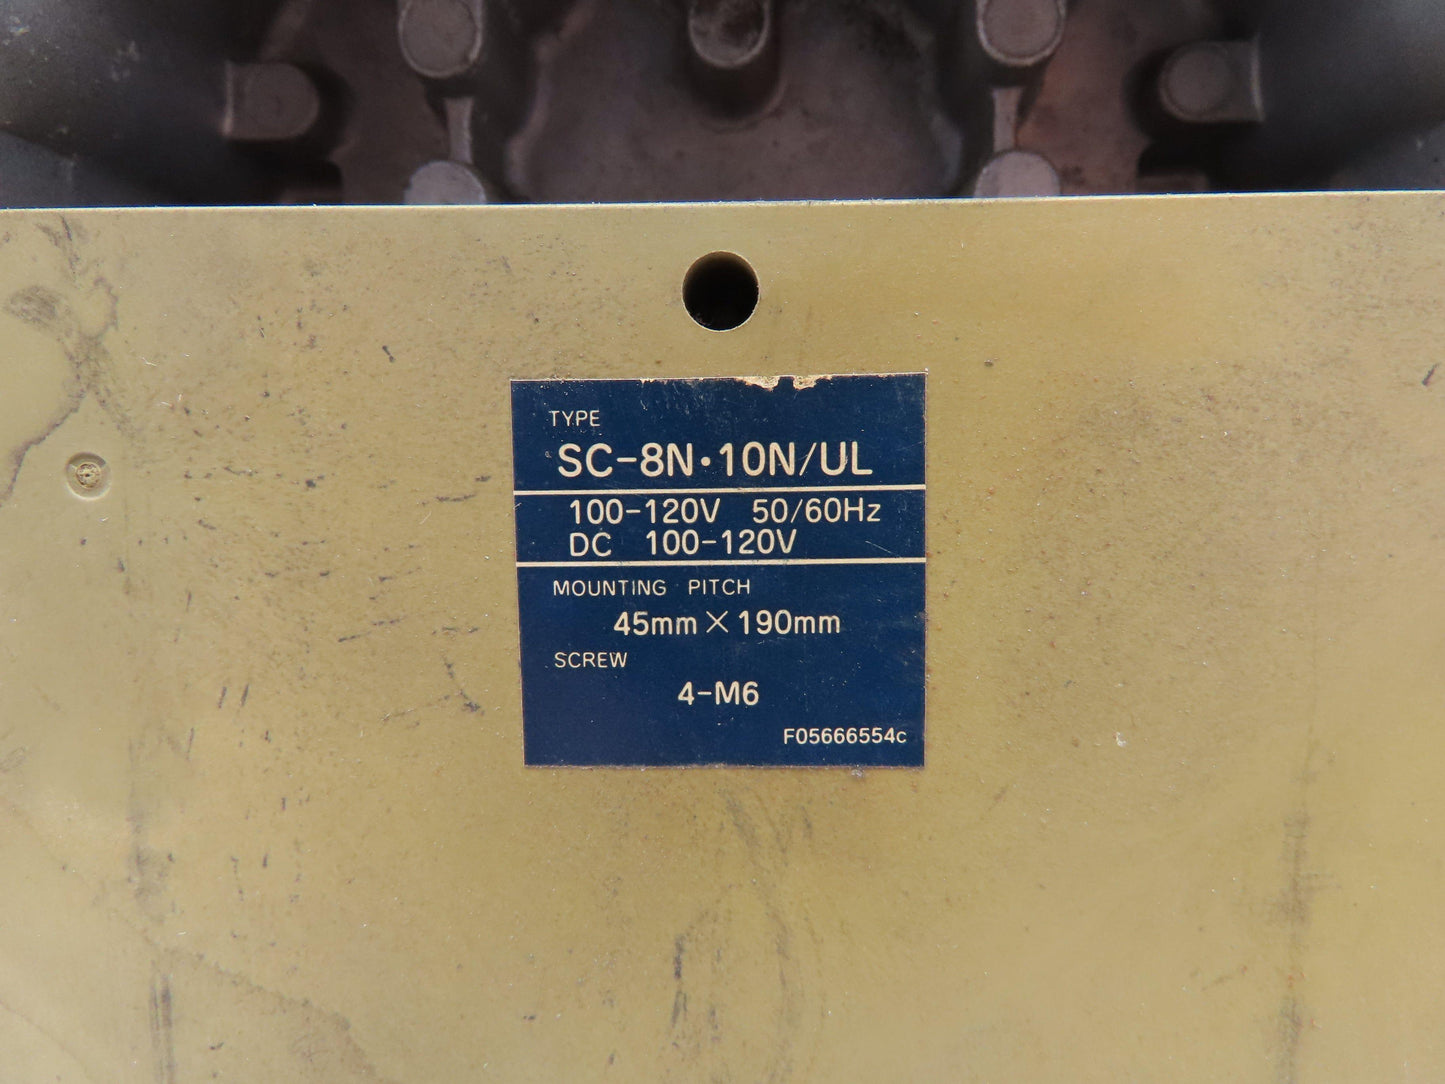 TYPE
SC-8N·10N/UL
100-120V 50/60Hz
DC 100-120V
MOUNTING PITCH
45mm×190mm
SCREW
4-M6
F05666554c